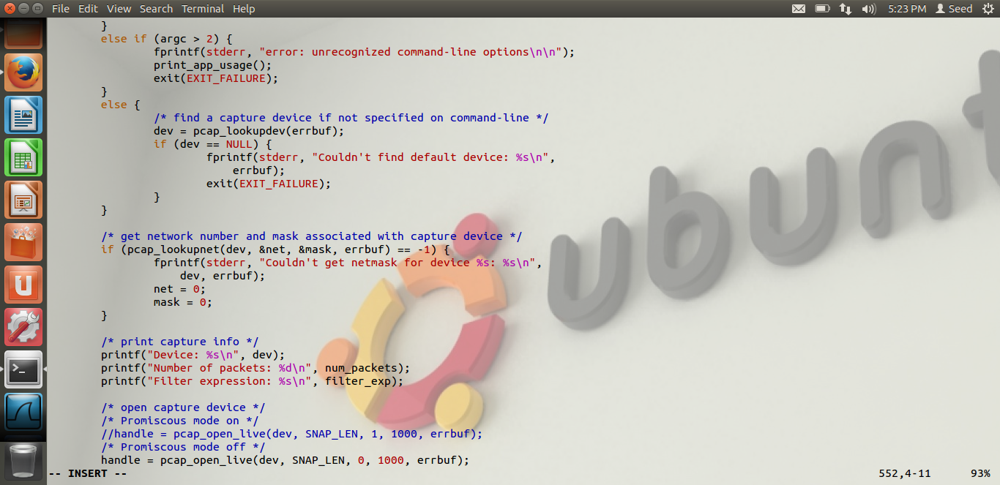 File Edit View Search Terminal Help 5:23 PM Seed
}
else if (argc > 2) {
fprintf(stderr, "error: unrecognized command-line options\n\n");
print_app_usage();
exit(EXIT_FAILURE);
}
else {
/* find a capture device if not specified on command-line */
dev = pcap_lookupdev(errbuf);
if (dev == NULL) {
fprintf(stderr, "Couldn't find default device: %s\n",
errbuf);
exit(EXIT_FAILURE);
}
}
/* get network number and mask associated with capture device */
if (pcap_lookupnet(dev, &net, &mask, errbuf) == -1) {
fprintf(stderr, "Couldn't get netmask for device %s: %s\n",
dev, errbuf);
net = 0;
mask = 0;
}
/* print capture info */
printf("Device: %s\n", dev);
printf("Number of packets: %d\n", num_packets);
printf("Filter expression: %s\n", filter_exp);
/* open capture device */
/* Promiscous mode on */
//handle = pcap_open_live(dev, SNAP_LEN, 1, 1000, errbuf);
/* Promiscous mode off */
handle = pcap_open_live(dev, SNAP_LEN, 0, 1000, errbuf);
-- INSERT -- 552,4-11 93%
ubunt